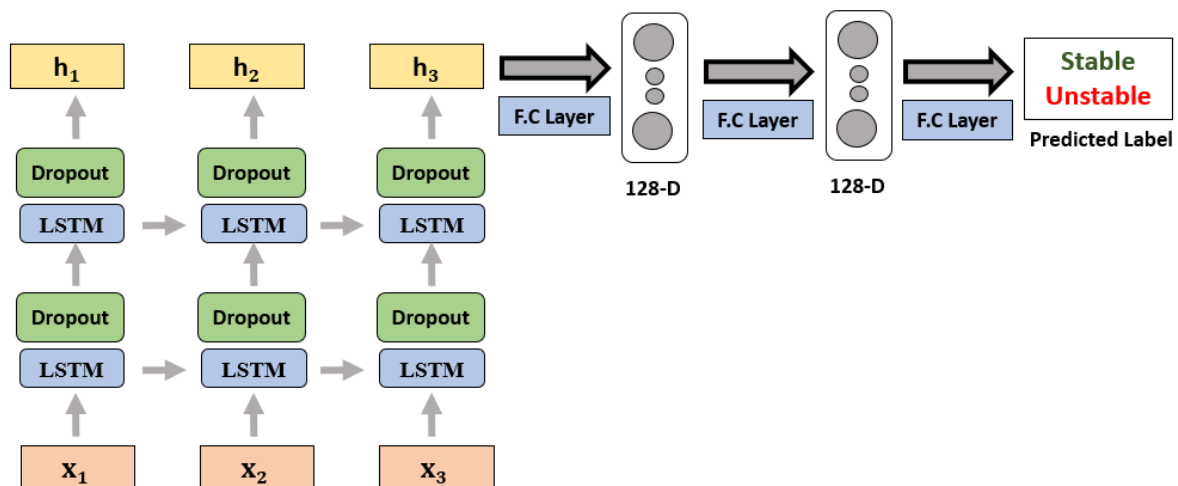 h₁ h₂ h₃
F.C Layer F.C Layer F.C Layer
Stable
Unstable
Predicted Label
128-D 128-D
Dropout Dropout Dropout
LSTM LSTM LSTM
Dropout Dropout Dropout
LSTM LSTM LSTM
x₁ x₂ x₃